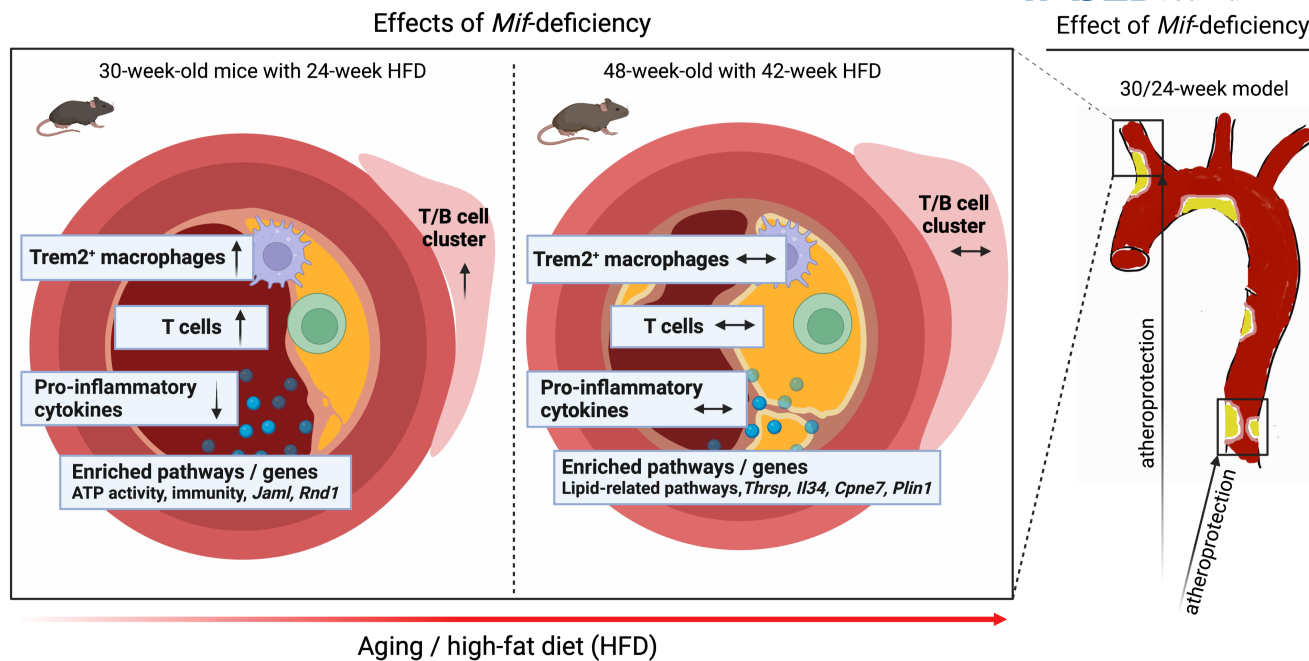 Effects of Mif-deficiency
30-week-old mice with 24-week HFD
T/B cell
cluster
Trem2⁺ macrophages
T cells
Pro-inflammatory
cytokines
Enriched pathways / genes
ATP activity, immunity, Jaml, Rnd1
48-week-old with 42-week HFD
T/B cell
cluster
Trem2⁺ macrophages
T cells
Pro-inflammatory
cytokines
Enriched pathways / genes
Lipid-related pathways, Thrsp, Il34, Cpne7, Plin1
Aging / high-fat diet (HFD)
Effect of Mif-deficiency
30/24-week model
atheroprotection
atheroprotection